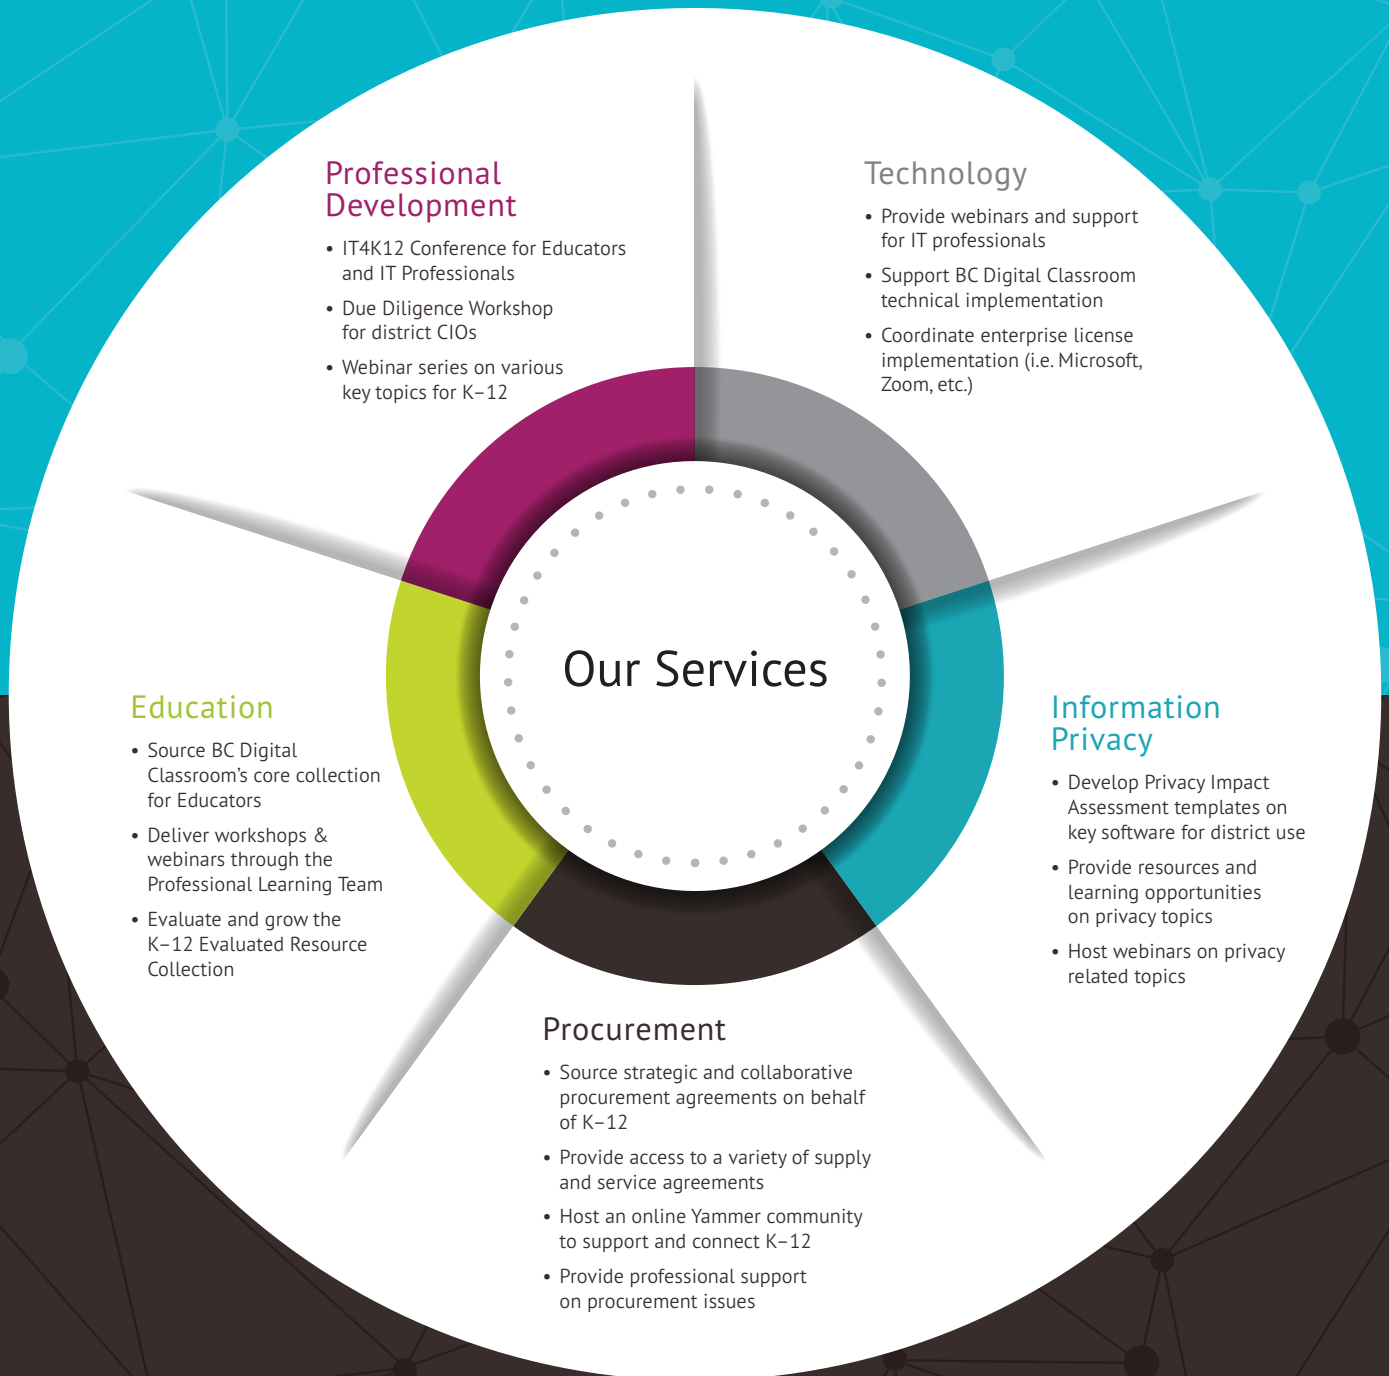 Professional
Development
• IT4K12 Conference for Educators
and IT Professionals
• Due Diligence Workshop
for district CIOs
• Webinar series on various
key topics for K–12
Technology
• Provide webinars and support
for IT professionals
• Support BC Digital Classroom
technical implementation
• Coordinate enterprise license
implementation (i.e. Microsoft,
Zoom, etc.)
Our Services
Education
• Source BC Digital
Classroom’s core collection
for Educators
• Deliver workshops &
webinars through the
Professional Learning Team
• Evaluate and grow the
K–12 Evaluated Resource
Collection
Information
Privacy
• Develop Privacy Impact
Assessment templates on
key software for district use
• Provide resources and
learning opportunities
on privacy topics
• Host webinars on privacy
related topics
Procurement
• Source strategic and collaborative
procurement agreements on behalf
of K–12
• Provide access to a variety of supply
and service agreements
• Host an online Yammer community
to support and connect K–12
• Provide professional support
on procurement issues